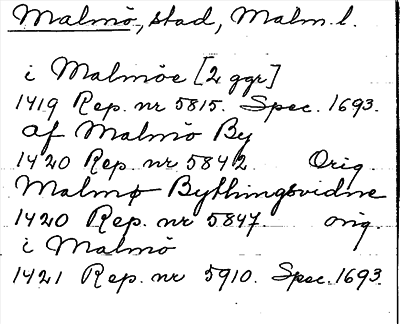 Malmö, stad, Malm.l.
i Malmöe [2 ggr]
1419 Rep. nr 5815. Spec. 1693.
af Malmö By
1420 Rep. nr 5842. Orig.
Malmø Bythingsvidne
1420 Rep. nr 5847. orig.
i Malmö
1421 Rep. nr 5910. Spec. 1693.